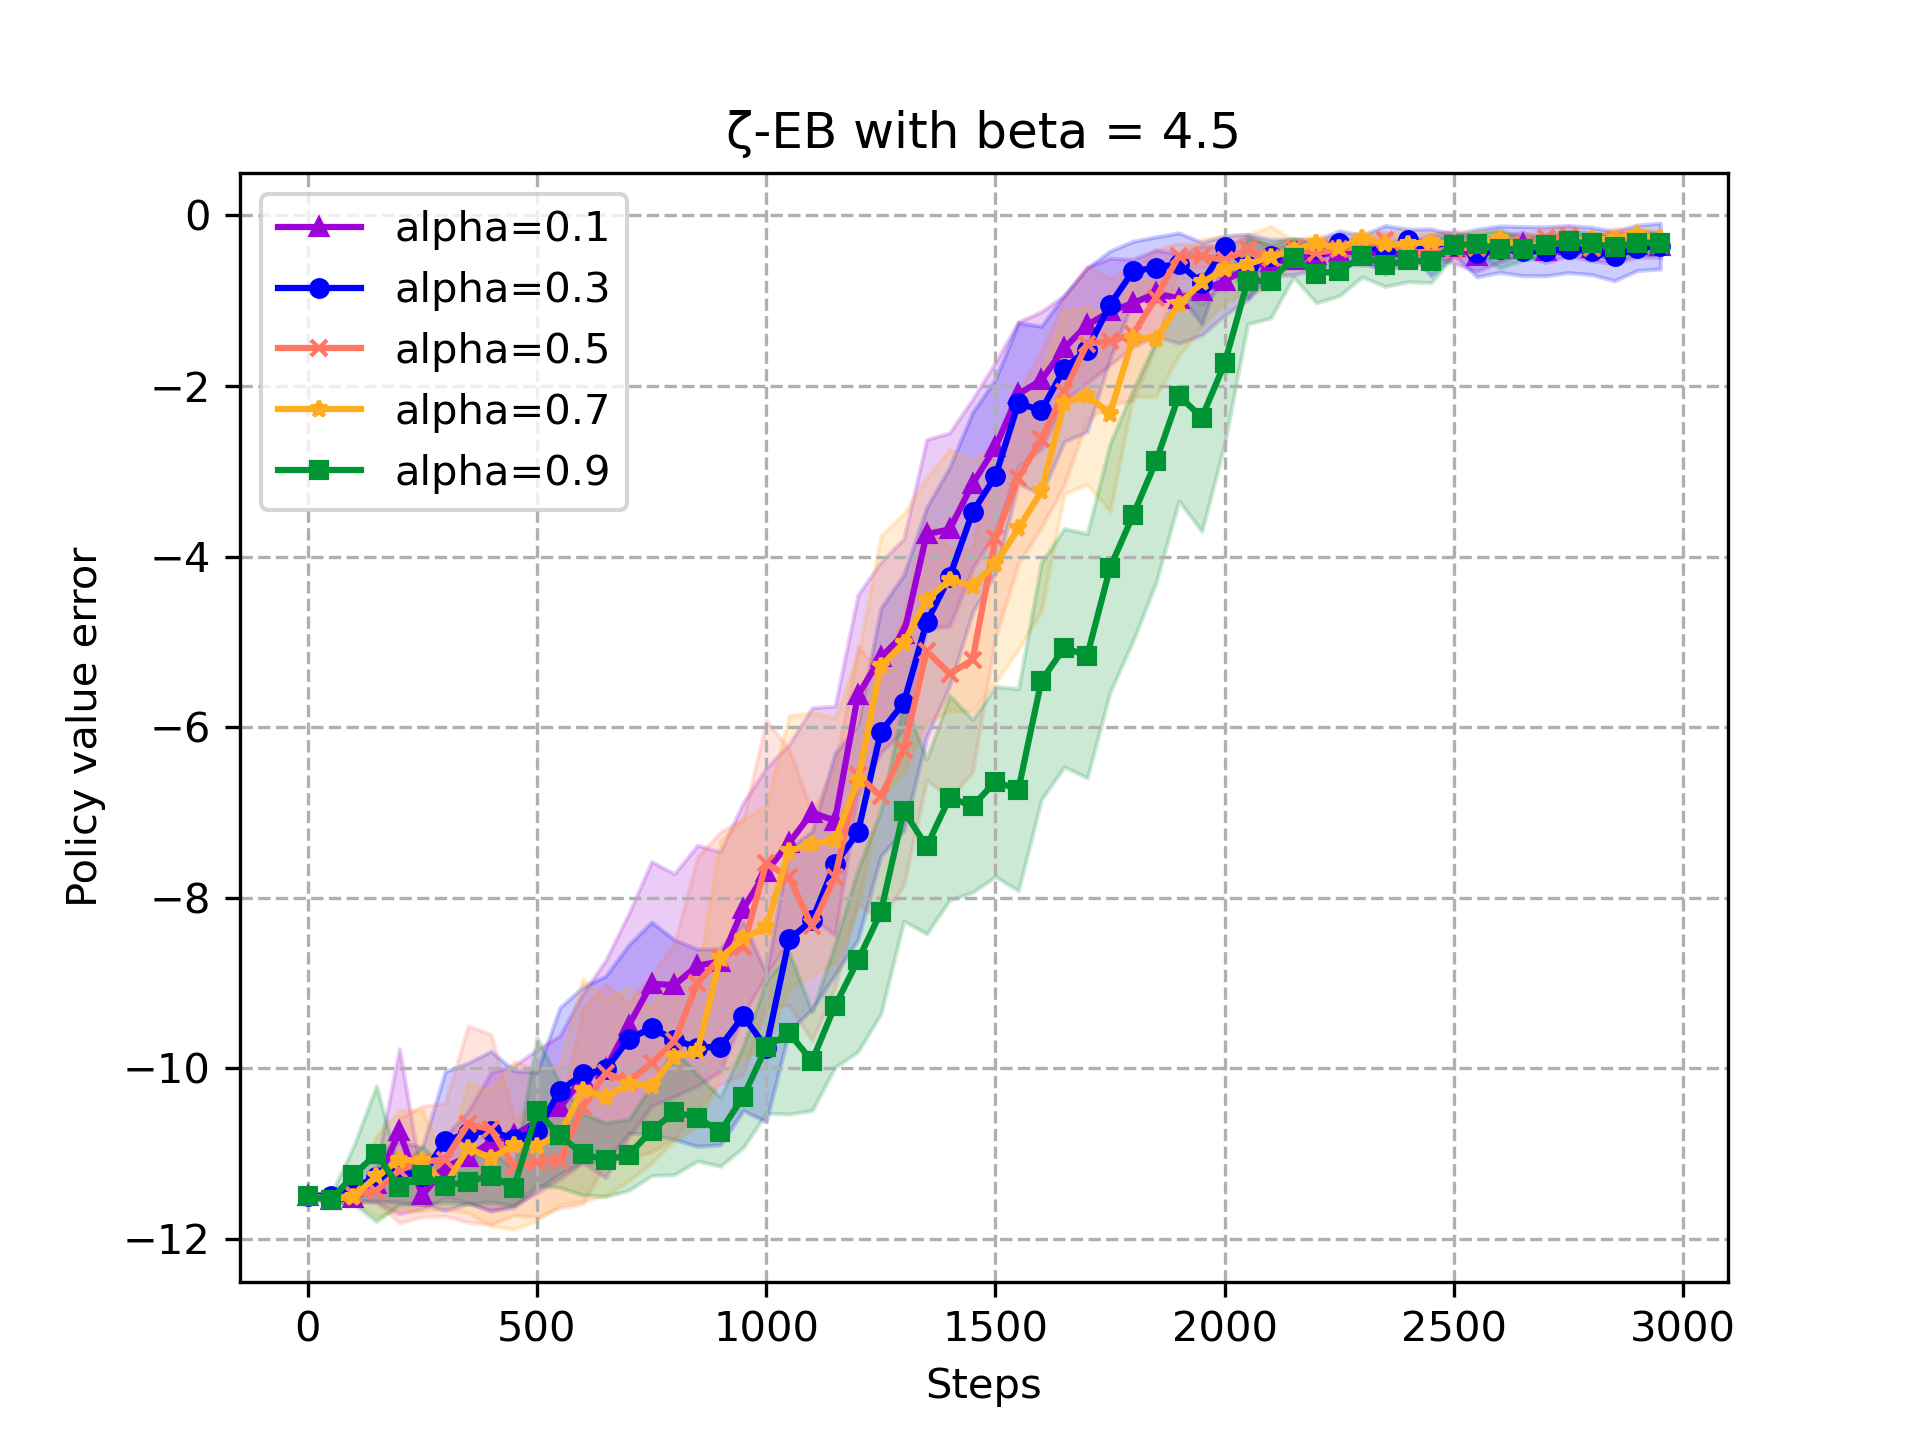 ζ-EB with beta = 4.5
alpha=0.1
alpha=0.3
alpha=0.5
alpha=0.7
alpha=0.9
Policy value error
0
−2
−4
−6
−8
−10
−12
0 500 1000 1500 2000 2500 3000
Steps